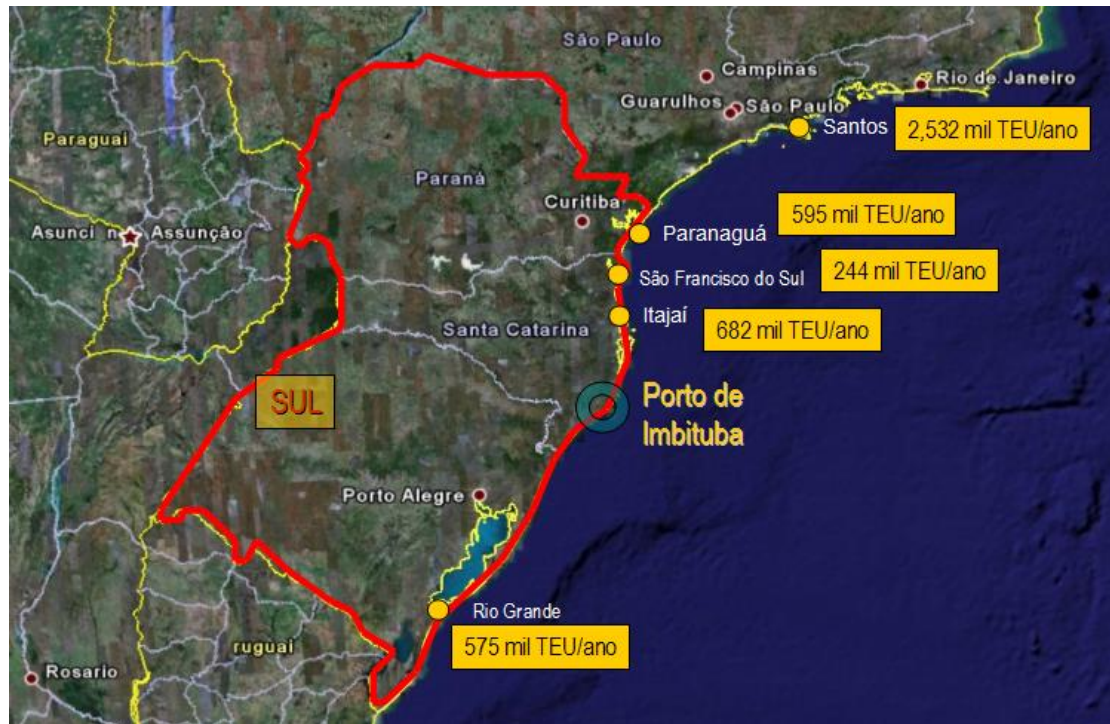 São Paulo
Campinas
Rio de Janeiro
Guarulhos
São Paulo
Santos
2,532 mil TEU/ano
Paraguai
Paraná
Curitiba
595 mil TEU/ano
Asunci n
Assunção
Paranaguá
São Francisco do Sul
244 mil TEU/ano
Itajaí
Santa Catarina
682 mil TEU/ano
SUL
Porto de
Imbituba
Porto Alegre
Rio Grande
575 mil TEU/ano
ruguai
Rosario